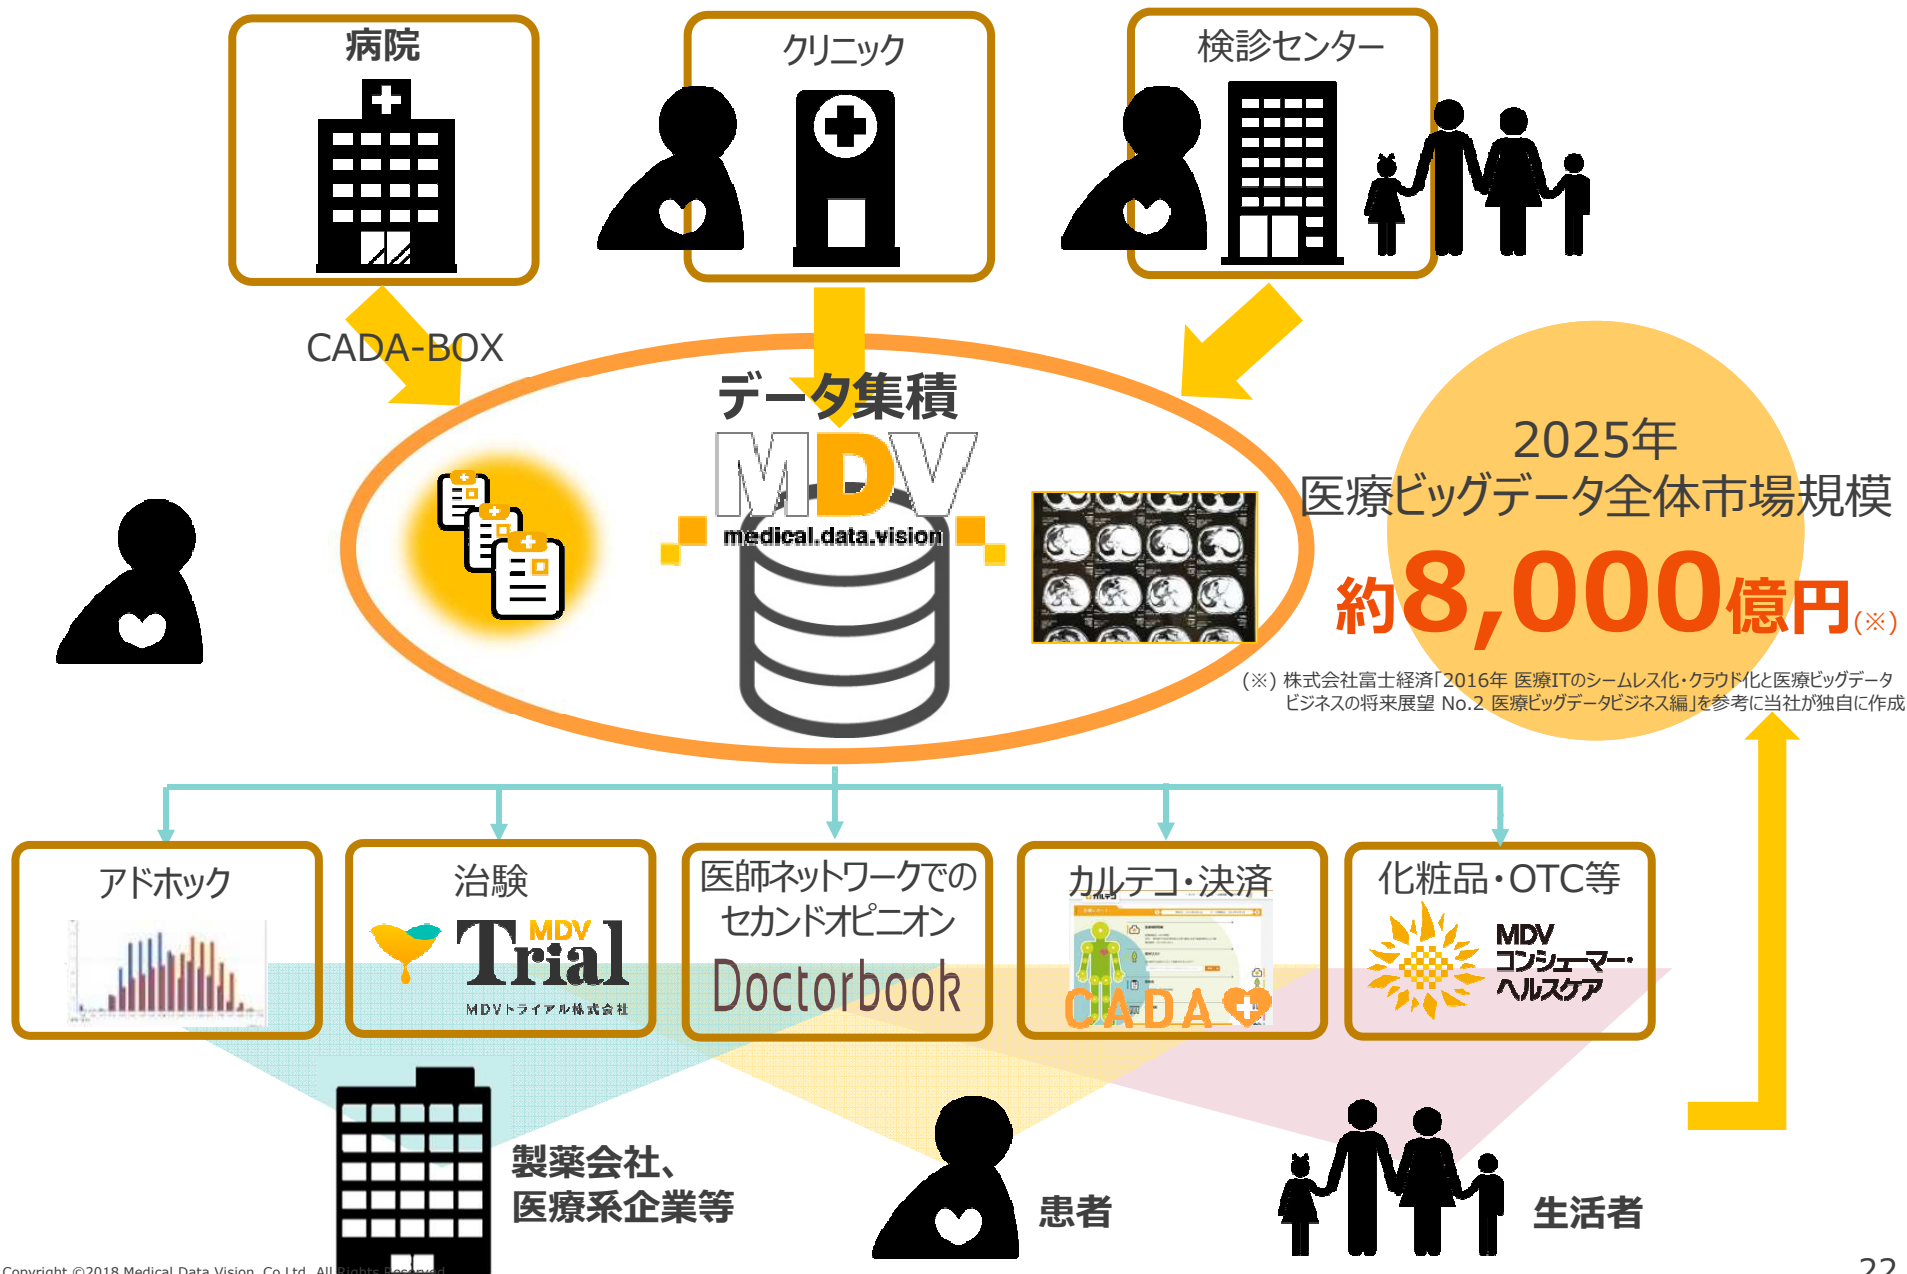 病院
クリニック
検診センター
CADA-BOX
データ集積
MDV
medical.data.vision
2025年
医療ビッグデータ全体市場規模
約8,000億円(※)
(※) 株式会社富士経済「2016年 医療ITのシームレス化・クラウド化と医療ビッグデータ
ビジネスの将来展望 No.2 医療ビッグデータビジネス編」を参考に当社が独自に作成
アドホック
治験
MDV
Trial
MDVトライアル株式会社
医師ネットワークでの
セカンドオピニオン
Doctorbook
カルテコ・決済
カルテコ
CADA
化粧品・OTC等
MDV
コンシューマー・
ヘルスケア
製薬会社、
医療系企業等
患者
生活者
Copyright ©2018 Medical Data Vision, Co,Ltd. All Rights Reserved
22